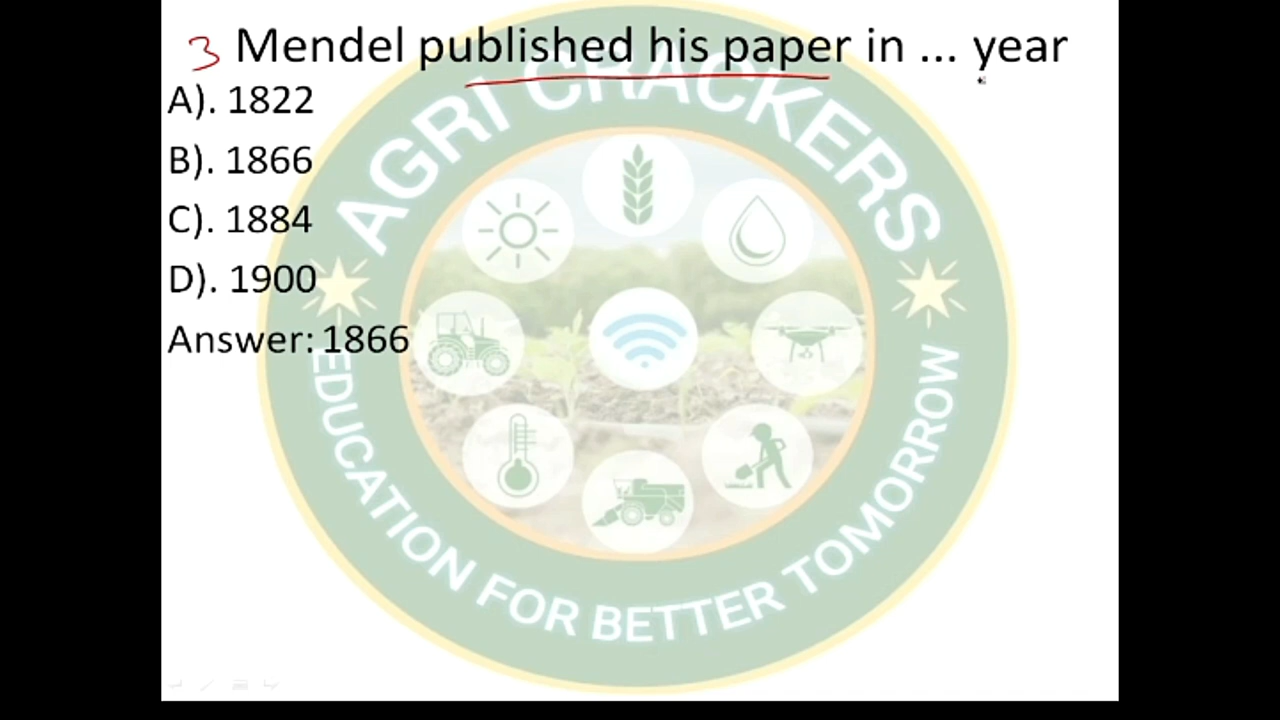 3 Mendel published his paper in ... year
A). 1822
B). 1866
C). 1884
D). 1900
Answer: 1866
AGRI CRACKERS
EDUCATION FOR BETTER TOMORROW